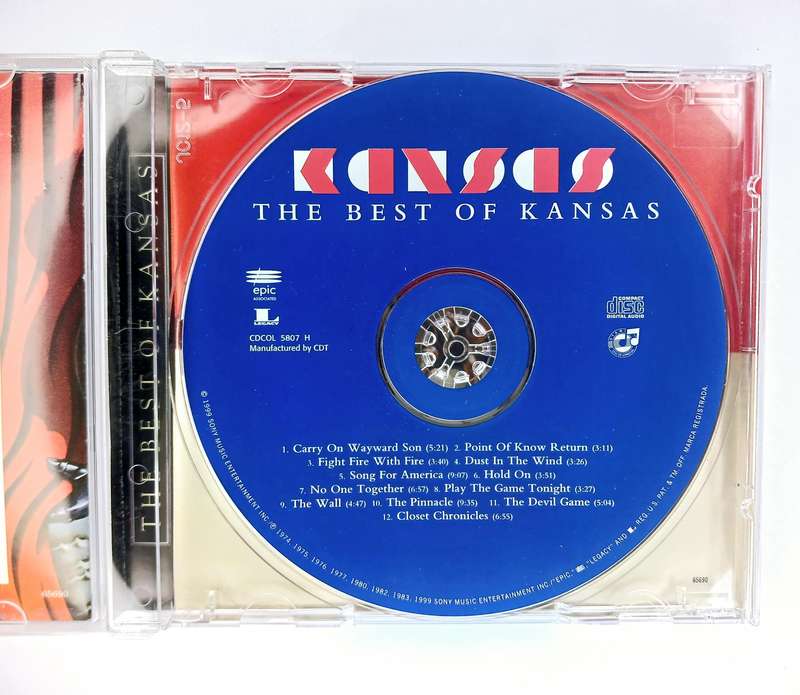 KANSAS
THE BEST OF KANSAS
THE BEST OF KANSAS
epic
ASSOCIATED
L
LEGACY
CDCOL 5807 H
Manufactured by CDT
COMPACT
disc
DIGITAL AUDIO
1. Carry On Wayward Son (5:21) 2. Point Of Know Return (3:11)
3. Fight Fire With Fire (3:40) 4. Dust In The Wind (3:26)
5. Song For America (9:07) 6. Hold On (3:51)
7. No One Together (6:57) 8. Play The Game Tonight (3:27)
9. The Wall (4:47) 10. The Pinnacle (9:35) 11. The Devil Game (5:04)
12. Closet Chronicles (6:55)
© 1999 SONY MUSIC ENTERTAINMENT INC./℗ 1974, 1975, 1976, 1977, 1980, 1982, 1983, 1999 SONY MUSIC ENTERTAINMENT INC./"EPIC," "LEGACY" AND L REG. U.S. PAT. & TM. OFF. MARCA REGISTRADA.
65690
65690